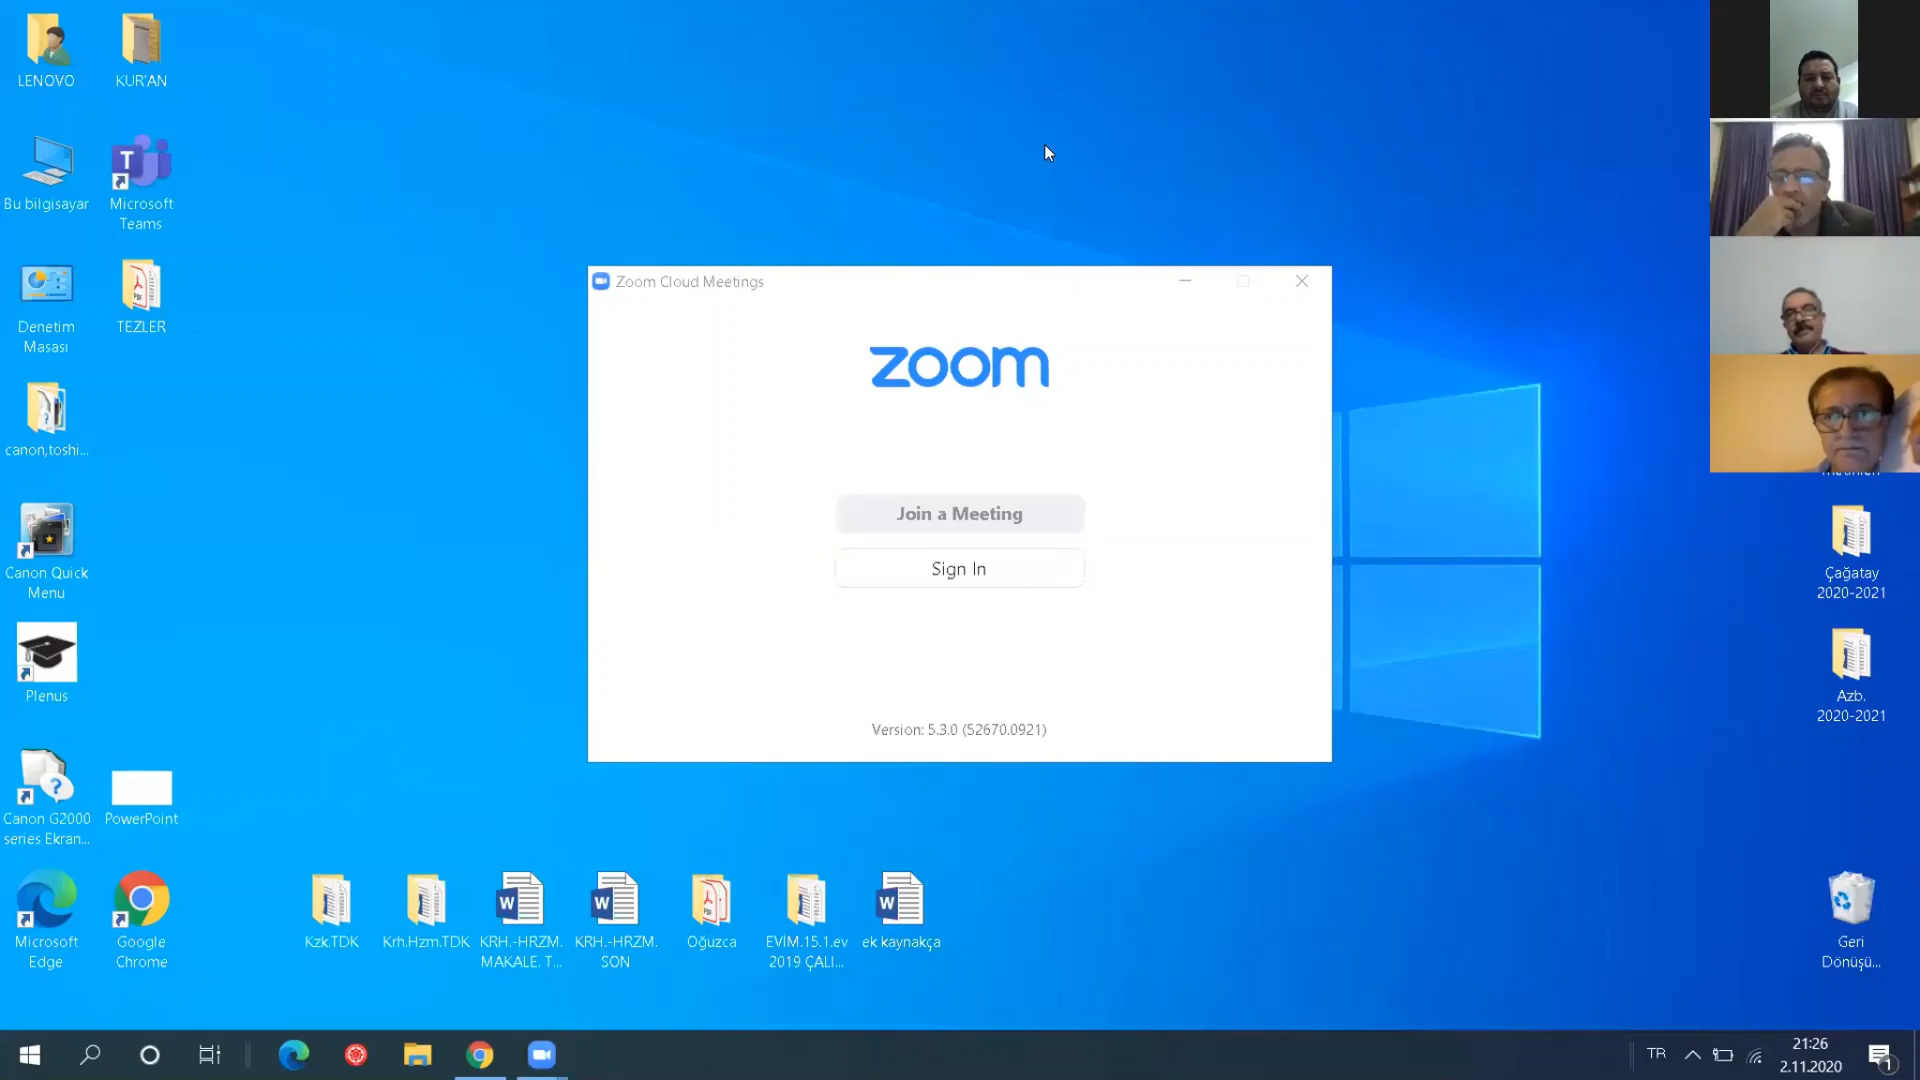 LENOVO
KUR'AN
Bu bilgisayar
Microsoft
Teams
Denetim
Masası
TEZLER
canon,toshi...
Canon Quick
Menu
Plenus
Canon G2000
series Ekran...
PowerPoint
Microsoft
Edge
Google
Chrome
Kzk.TDK
Krh.Hzm.TDK
KRH.-HRZM.
MAKALE. T...
KRH.-HRZM.
SON
Oğuzca
EVİM.15.1.ev
2019 ÇALI...
ek kaynakça
Zoom Cloud Meetings
zoom
Join a Meeting
Sign In
Version: 5.3.0 (52670.0921)
Çağatay
2020-2021
Azb.
2020-2021
Geri
Dönüşü...
TR
21:26
2.11.2020
1